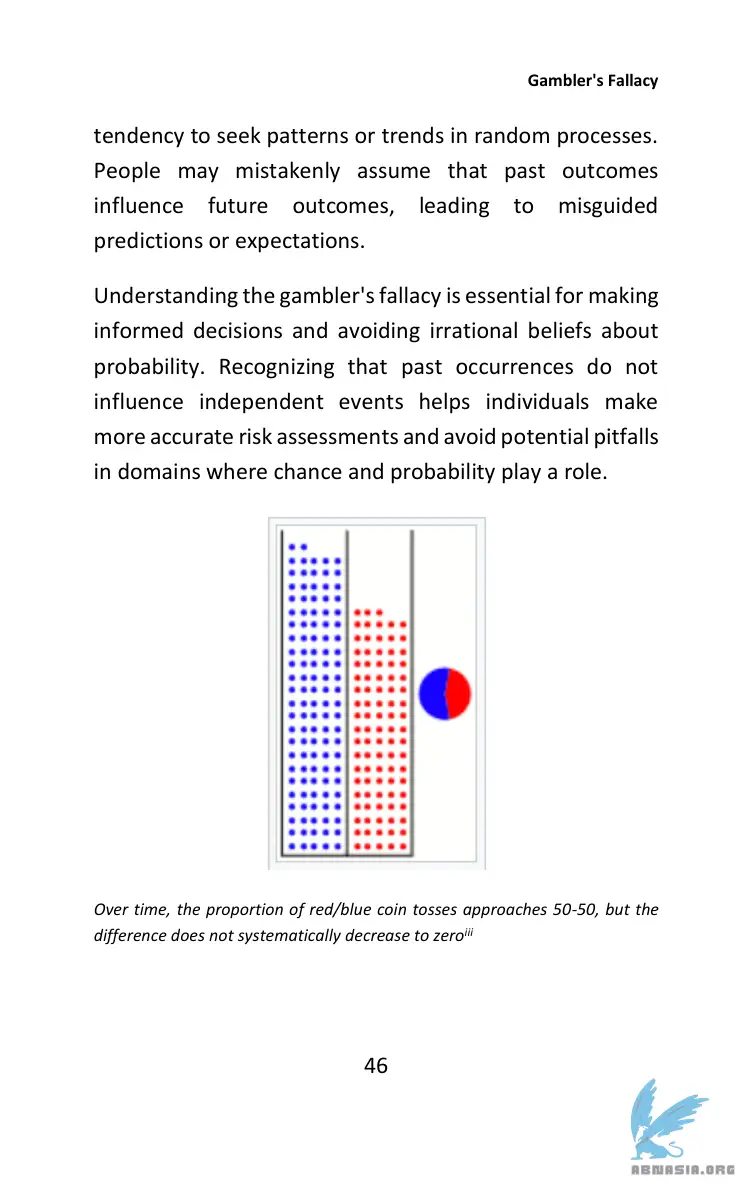 Gambler's Fallacy
tendency to seek patterns or trends in random processes.
People may mistakenly assume that past outcomes
influence future outcomes, leading to misguided
predictions or expectations.
Understanding the gambler's fallacy is essential for making
informed decisions and avoiding irrational beliefs about
probability. Recognizing that past occurrences do not
influence independent events helps individuals make
more accurate risk assessments and avoid potential pitfalls
in domains where chance and probability play a role.
Over time, the proportion of red/blue coin tosses approaches 50-50, but the
difference does not systematically decrease to zeroⁱⁱⁱ
46
ABNASIA.ORG